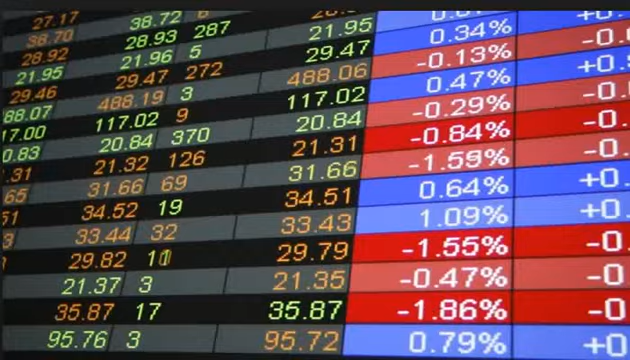 27.17
38.70 38.72
28.92 28.93 287
21.95 21.96 5 21.95
29.46 29.47 272 29.47 0.34% +0.
88.07 488.19 3 488.06 -0.13% -0.
17.00 117.02 9 117.02 0.47% +0.
0.83 20.84 370 20.84 -0.29% -0.
.31 21.32 126 21.31 -0.84% -0.
65 31.66 69 31.66 -1.59% -0.
51 34.52 19 34.51 0.64% +0.
3 33.44 32 33.43 1.09% +0.
29.82 29.79 -1.55% -0.
21.37 3 21.35 -0.47% -0
35.87 17 35.87 -1.86% -0
95.76 3 95.72 0.79% +0